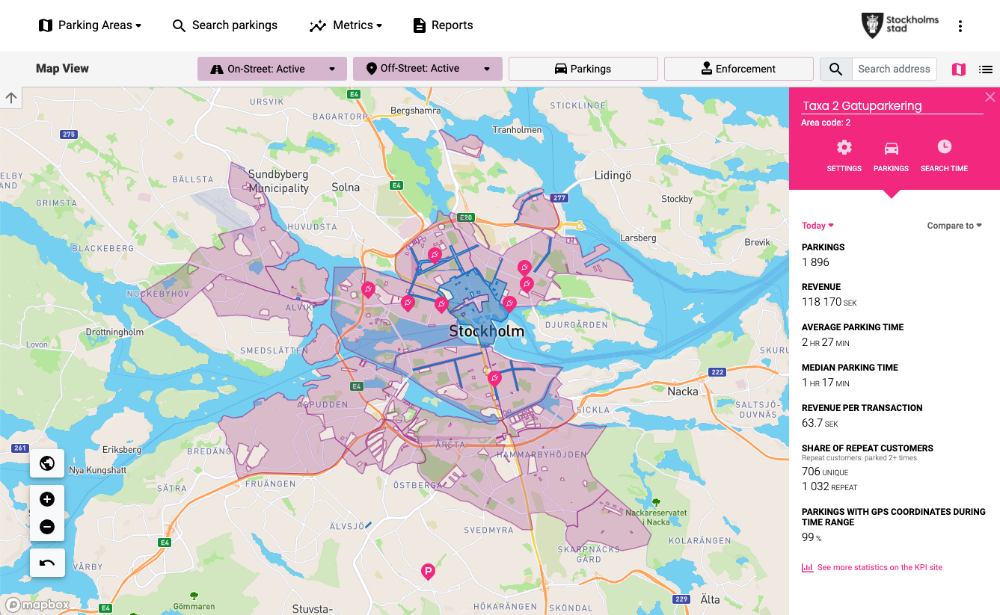 Parking Areas
Search parkings
Metrics
Reports
Stockholms
stad
Map View
On-Street: Active
Off-Street: Active
Parkings
Enforcement
Search address
Taxa 2 Gatuparkering
Area code: 2
SETTINGS
PARKINGS
SEARCH TIME
Today
Compare to
PARKINGS
1 896
REVENUE
118 170 SEK
AVERAGE PARKING TIME
2 HR 27 MIN
MEDIAN PARKING TIME
1 HR 17 MIN
REVENUE PER TRANSACTION
63.7 SEK
SHARE OF REPEAT CUSTOMERS
Repeat customers: parked 2+ times.
706 UNIQUE
1 032 REPEAT
PARKINGS WITH GPS COORDINATES DURING
TIME RANGE
99 %
See more statistics on the KPI site
E4
URSVIK
Bergshamra
STICKLINGE
BAGARTORP
275
Tranholmen
ELBY
AND
BÄLLSTA
Sundbyberg
Municipality
Solna
E4
Lidingö
277
Stockby
GRIMSTA
HUVUDSTA
E20
Larsberg
Brevik
BLACKEBERG
NOCKEBYHOV
ALVIK
Drottningholm
Stockholm
DJURGÅRDEN
Lovön
SMEDSLÄTTEN
SKURU
222
E4
Nacka
ASPUDDEN
SICKLA
SALTSJÖ-
DUVNÄS
261
Eriksberg
BREDÄNG
ÅRSTA
HAMMARBYHÖJDEN
Nya Kungshatt
SÄTRA
FRUÄNGEN
ÖSTBERGA
Nackareservatet
i Nacka
ÄLVSJÖ
SVEDMYRA
KOLARÄNGEN
E4
SKARPNÄCKS
GÅRD
VÅRBY
P
Gömmaren
229
Älta
mapbox
E4
Stuvsta-
HÖKARÄNGEN
SKÖNDAL